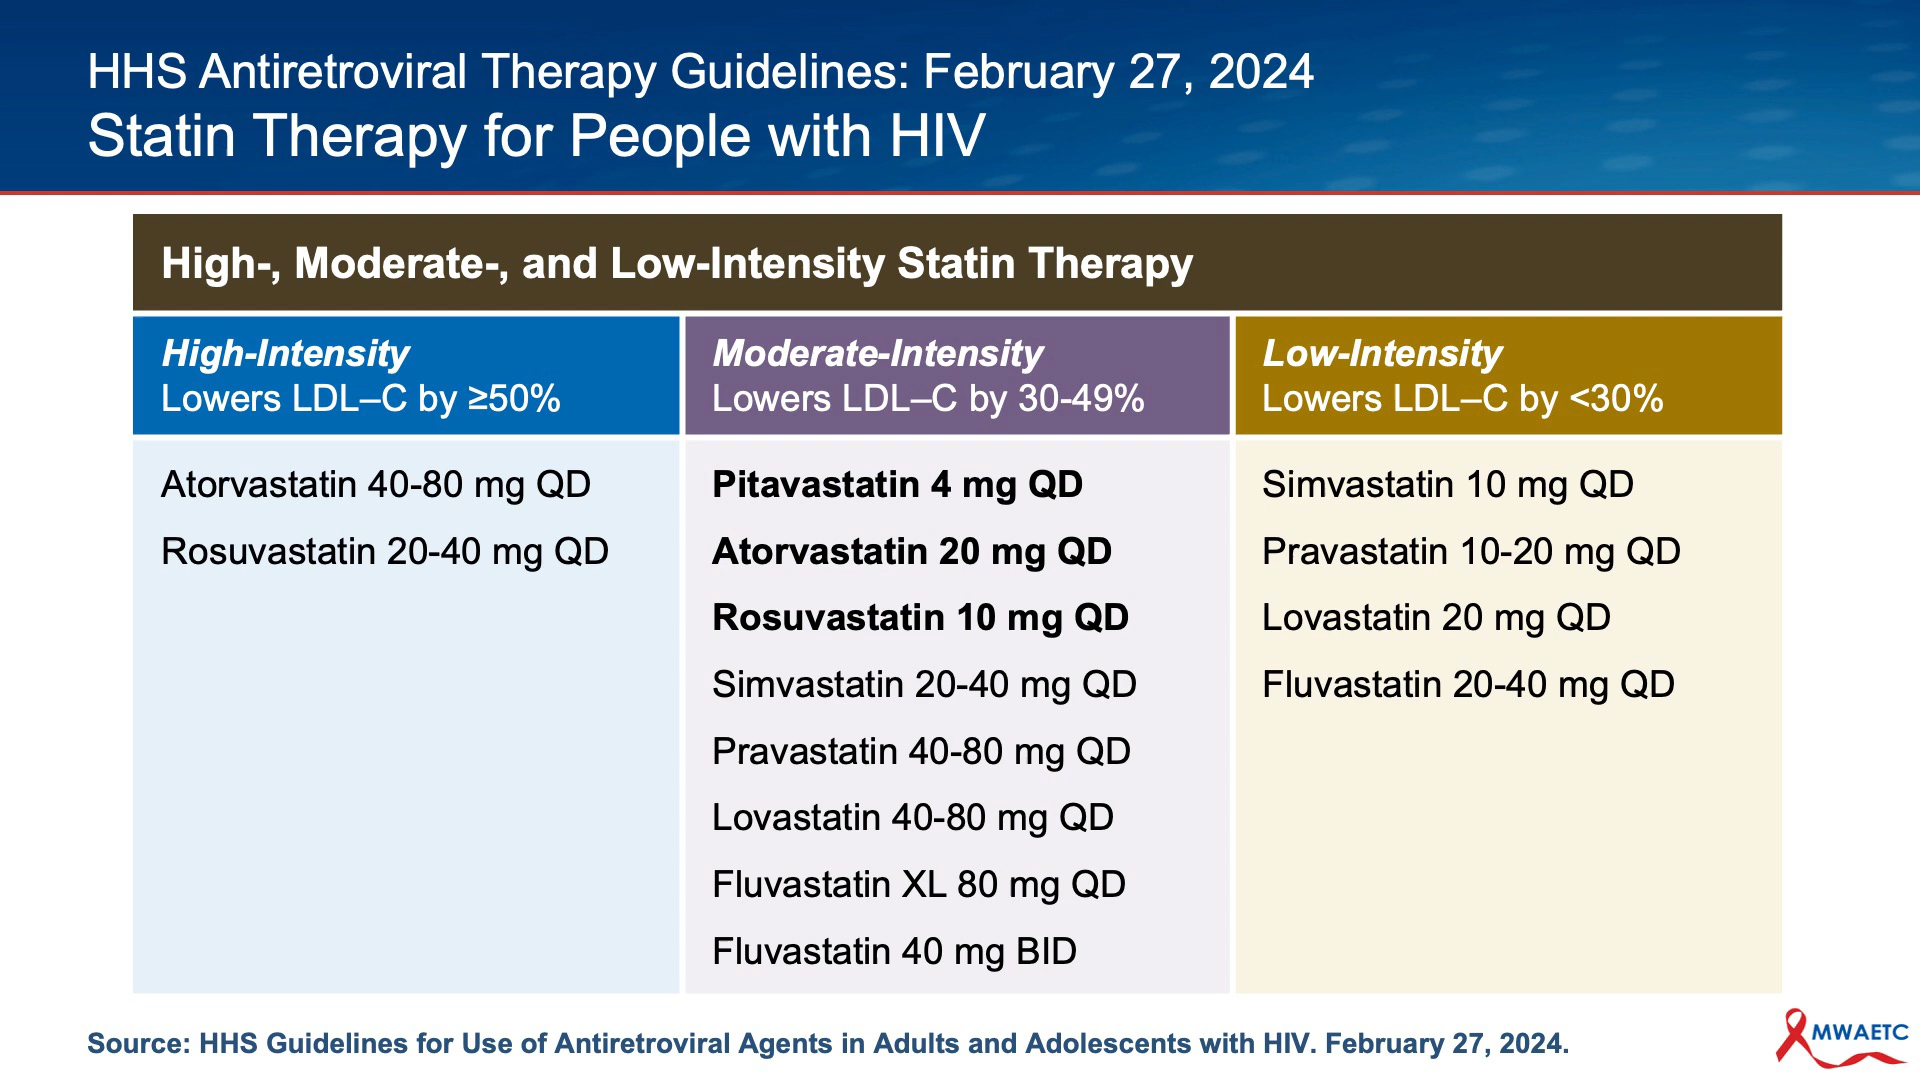 HHS Antiretroviral Therapy Guidelines: February 27, 2024
Statin Therapy for People with HIV
High-, Moderate-, and Low-Intensity Statin Therapy
High-Intensity
Lowers LDL–C by ≥50%
Atorvastatin 40-80 mg QD
Rosuvastatin 20-40 mg QD
Moderate-Intensity
Lowers LDL–C by 30-49%
Pitavastatin 4 mg QD
Atorvastatin 20 mg QD
Rosuvastatin 10 mg QD
Simvastatin 20-40 mg QD
Pravastatin 40-80 mg QD
Lovastatin 40-80 mg QD
Fluvastatin XL 80 mg QD
Fluvastatin 40 mg BID
Low-Intensity
Lowers LDL–C by <30%
Simvastatin 10 mg QD
Pravastatin 10-20 mg QD
Lovastatin 20 mg QD
Fluvastatin 20-40 mg QD
Source: HHS Guidelines for Use of Antiretroviral Agents in Adults and Adolescents with HIV. February 27, 2024.
MWAETC